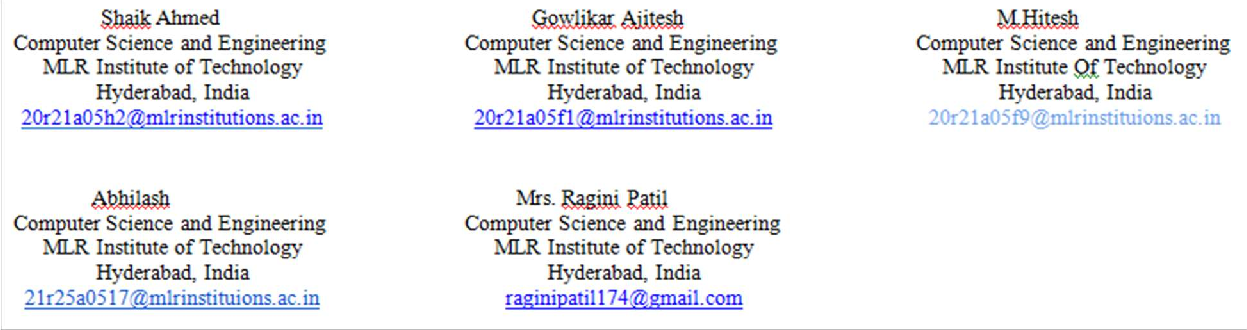 Shaik Ahmed
Computer Science and Engineering
MLR Institute of Technology
Hyderabad, India
20r21a05h2@mlrinstitutions.ac.in
Gowlikar Ajitesh
Computer Science and Engineering
MLR Institute of Technology
Hyderabad, India
20r21a05f1@mlrinstitutions.ac.in
M.Hitesh
Computer Science and Engineering
MLR Institute Of Technology
Hyderabad, India
20r21a05f9@mlrinstituions.ac.in
Abhilash
Computer Science and Engineering
MLR Institute of Technology
Hyderabad, India
21r25a0517@mlrinstituions.ac.in
Mrs. Ragini Patil
Computer Science and Engineering
MLR Institute of Technology
Hyderabad, India
raginipatil174@gmail.com